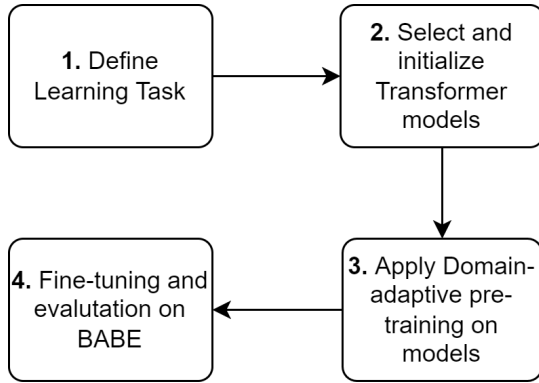 1. Define
Learning Task
2. Select and
initialize
Transformer
models
3. Apply Domain-
adaptive pre-
training on
models
4. Fine-tuning and
evalutation on
BABE